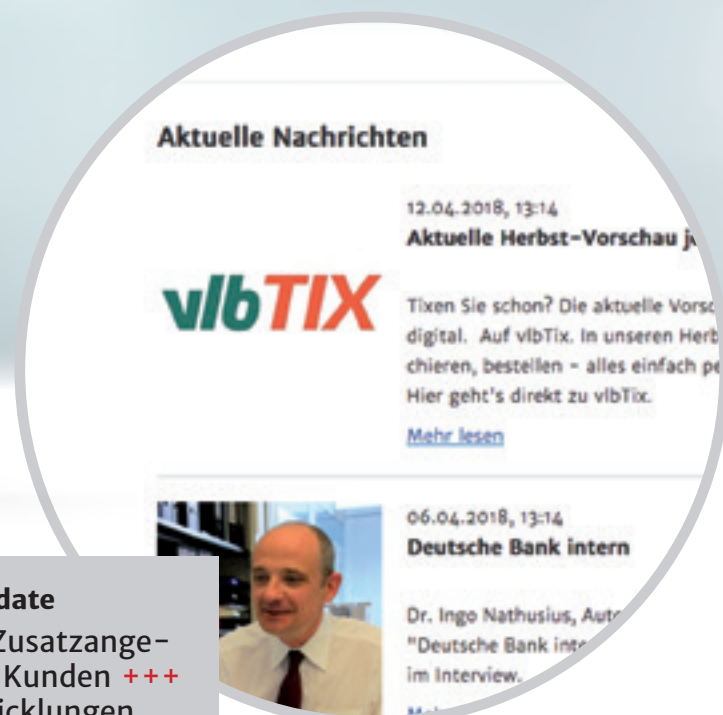 Aktuelle Nachrichten
12.04.2018, 13:14
Aktuelle Herbst-Vorschau
vlbTIX
Tixen Sie schon? Die aktuelle
digital. Auf vlbTix. In unseren
chieren, bestellen - alles einfach
Hier geht's direkt zu vlbTix.
Mehr lesen
06.04.2018, 13:14
Deutsche Bank intern
Dr. Ingo Nathusius,
"Deutsche Bank
im Interview.
date
Zusatzange-
Kunden +++
icklungen